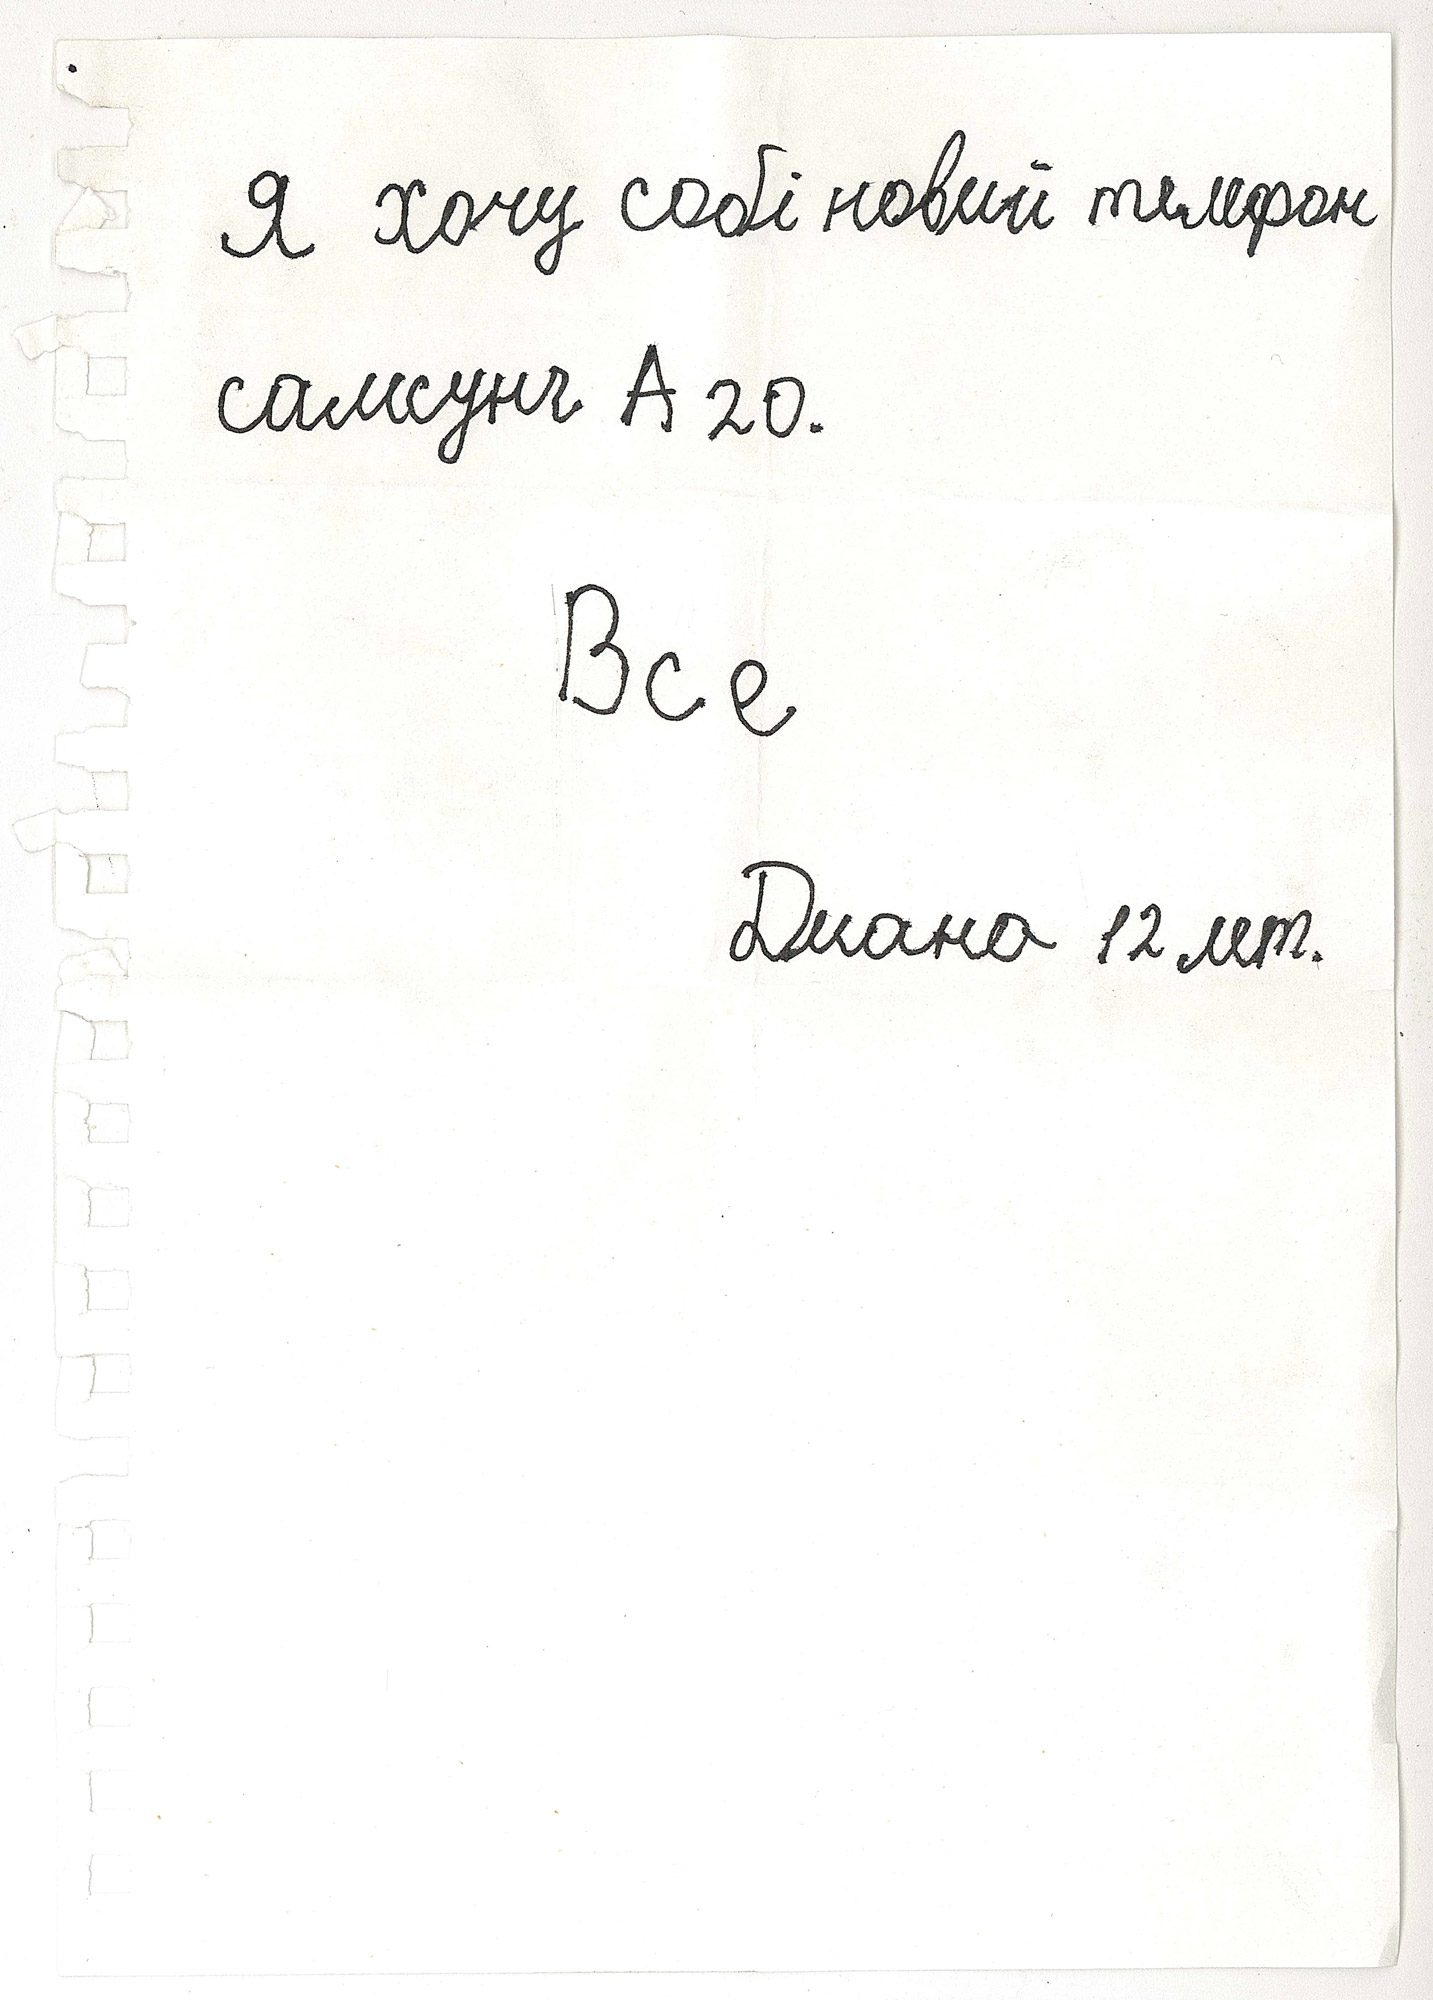 Я хочу собі новий телефон
самсунг А 20.
Все
Диана 12 лет.